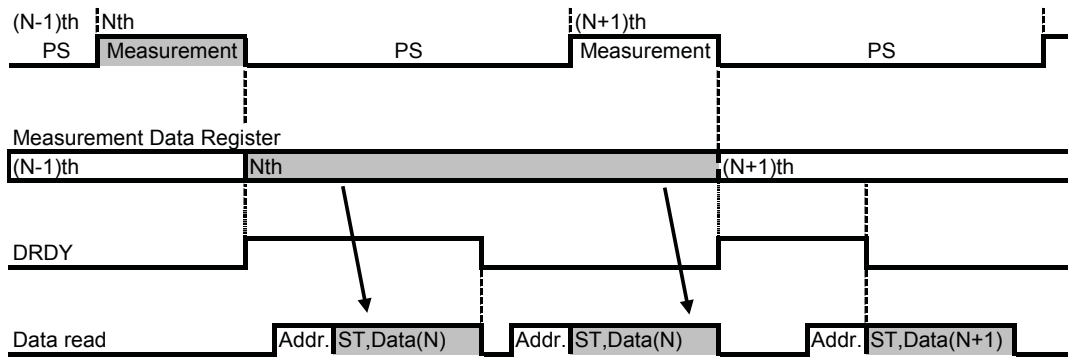 (N-1)th Nth (N+1)th
PS Measurement PS Measurement PS
Measurement Data Register
(N-1)th Nth (N+1)th
DRDY
Data read Addr. ST,Data(N) Addr. ST,Data(N) Addr. ST,Data(N+1)